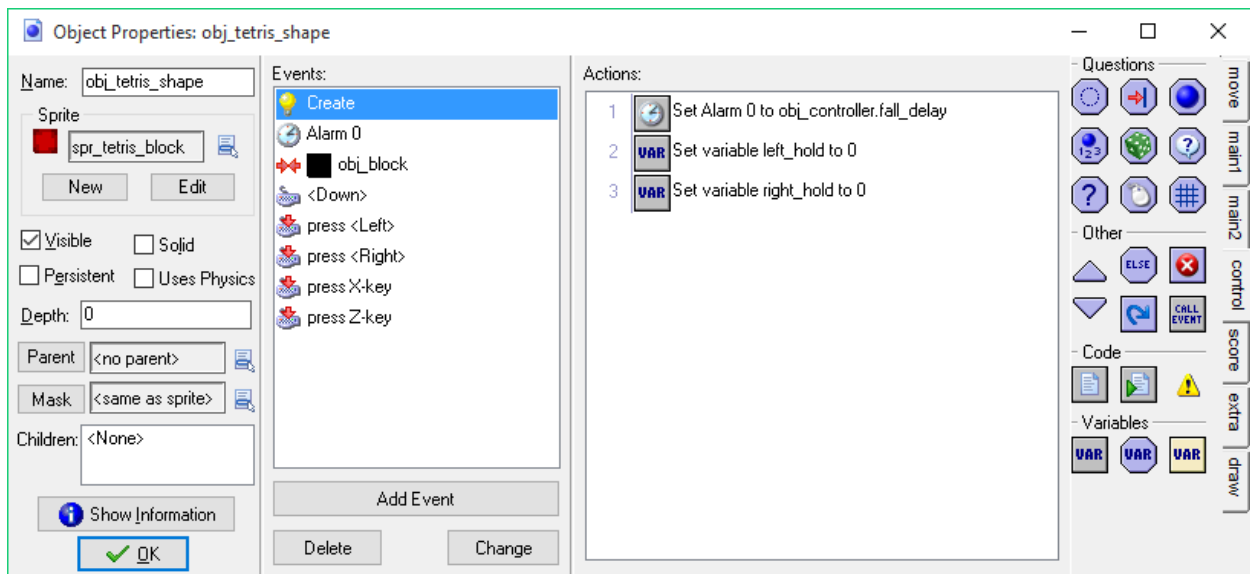 Object Properties: obj_tetris_shape
Name: obj_tetris_shape
Sprite
spr_tetris_block
New Edit
Visible Solid
Persistent Uses Physics
Depth: 0
Parent <no parent>
Mask <same as sprite>
Children: <None>
Show Information
OK
Events:
Create
Alarm 0
obj_block
<Down>
press <Left>
press <Right>
press X-key
press Z-key
Add Event
Delete Change
Actions:
1 Set Alarm 0 to obj_controller.fall_delay
2 VAR Set variable left_hold to 0
3 VAR Set variable right_hold to 0
Questions
123
?
?
Other
ELSE
CALL EVENT
Code
Variables
VAR VAR VAR
move
main1
main2
control
score
extra
draw